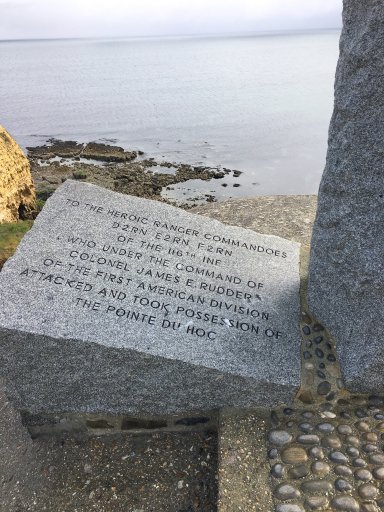 TO THE HEROIC RANGER COMMANDOES
D2RN E2RN F2RN
OF THE 116TH INF
WHO UNDER THE COMMAND OF
COLONEL JAMES E RUDDER
OF THE FIRST AMERICAN DIVISION
ATTACKED AND TOOK POSSESSION OF
THE POINTE DU HOC